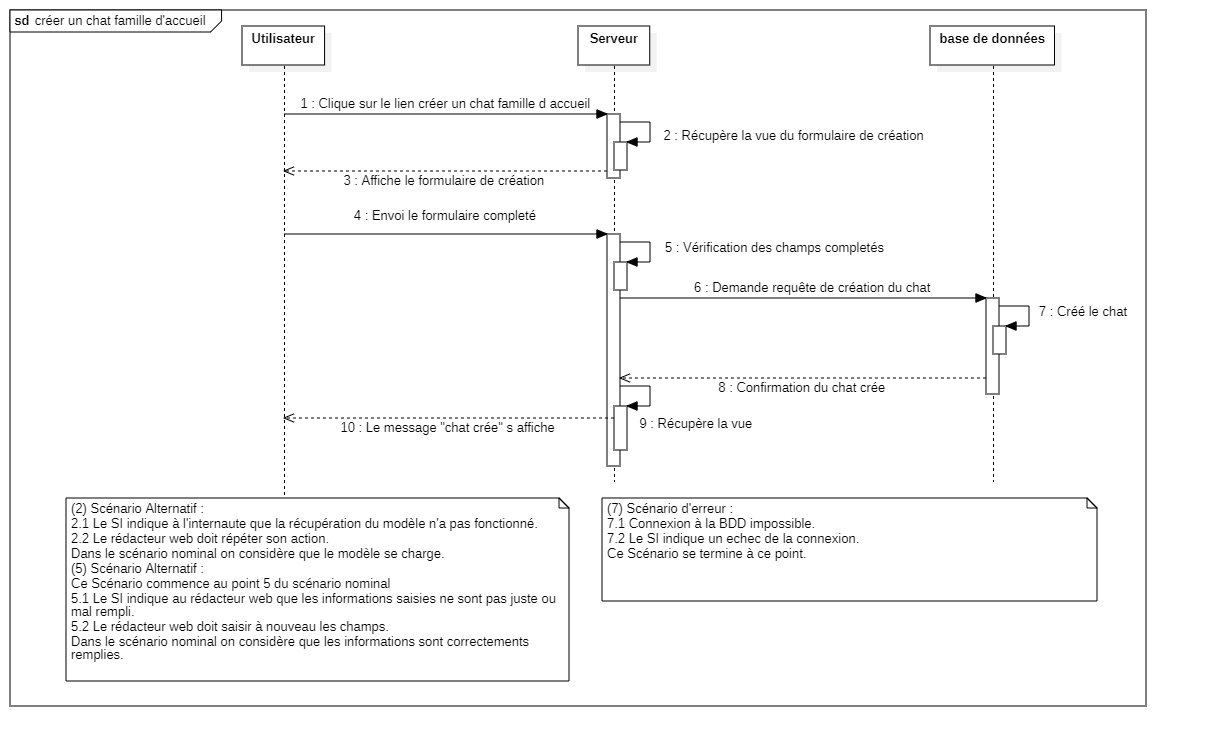 sd créer un chat famille d'accueil
Utilisateur
Serveur
base de données
1 : Clique sur le lien créer un chat famille d accueil
2 : Récupère la vue du formulaire de création
3 : Affiche le formulaire de création
4 : Envoi le formulaire completé
5 : Vérification des champs completés
6 : Demande requête de création du chat
7 : Créé le chat
8 : Confirmation du chat crée
9 : Récupère la vue
10 : Le message "chat crée" s affiche
(2) Scénario Alternatif :
2.1 Le SI indique à l'internaute que la récupération du modèle n'a pas fonctionné.
2.2 Le rédacteur web doit répéter son action.
Dans le scénario nominal on considère que le modèle se charge.
(5) Scénario Alternatif :
Ce Scénario commence au point 5 du scénario nominal
5.1 Le SI indique au rédacteur web que les informations saisies ne sont pas juste ou
mal rempli.
5.2 Le rédacteur web doit saisir à nouveau les champs.
Dans le scénario nominal on considère que les informations sont correctements
remplies.
(7) Scénario d'erreur :
7.1 Connexion à la BDD impossible.
7.2 Le SI indique un echec de la connexion.
Ce Scénario se termine à ce point.